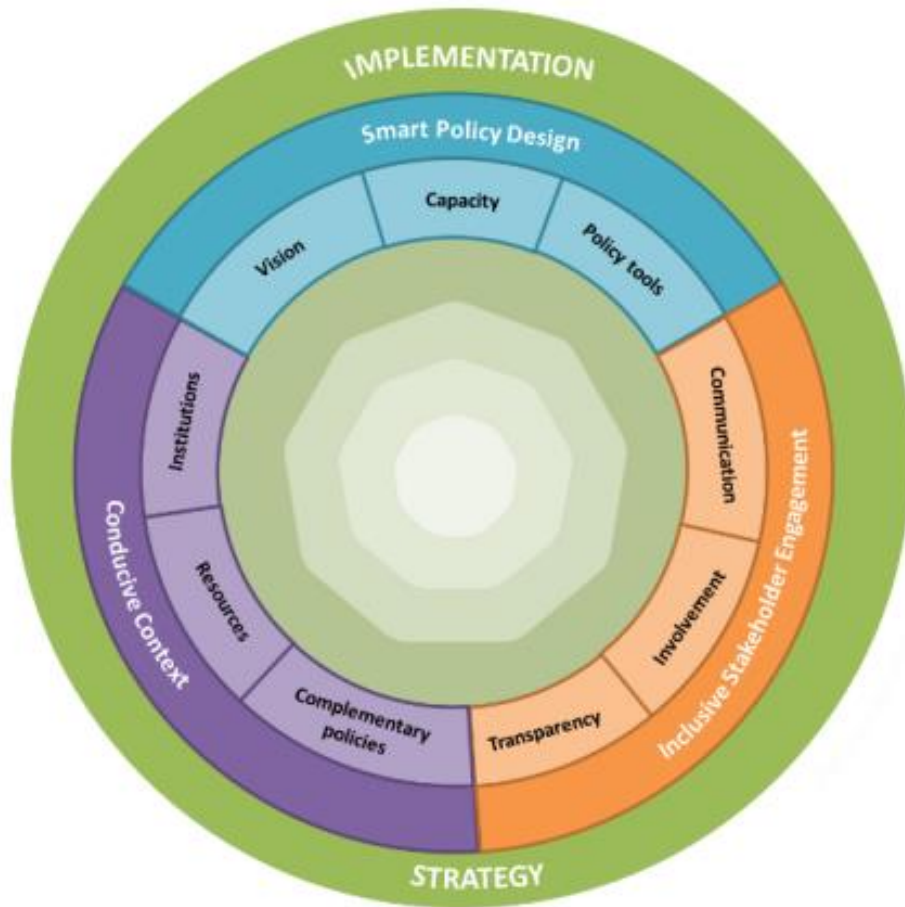 IMPLEMENTATION
Smart Policy Design
Vision
Capacity
Policy tools
Communication
Involvement
Transparency
Inclusive Stakeholder Engagement
Complementary
policies
Resources
Institutions
Conducive Context
STRATEGY